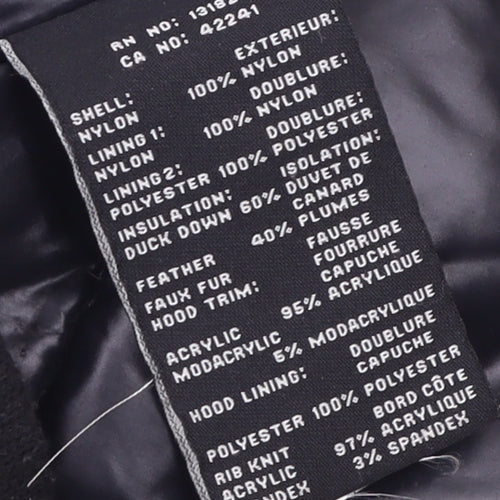 RN NO: 13182
CA NO: 42241
EXTERIEUR:
SHELL: 100% NYLON
NYLON DOUBLURE:
LINING 1: 100% NYLON
NYLON DOUBLURE:
LINING 2: POLYESTER
POLYESTER 100% ISOLATION:
INSULATION: DUVET DE
DUCK DOWN 60% CANARD
40% PLUMES
FEATHER FAUSSE
FAUX FUR FOURRURE
HOOD TRIM: CAPUCHE
95% ACRYLIQUE
ACRYLIC
MODACRYLIC 5% MODACRYLIQUE
DOUBLURE
HOOD LINING: CAPUCHE
POLYESTER 100% POLYESTER
BORD CÔTE
RIB KNIT 97% ACRYLIQUE
ACRYLIC 3% SPANDEX
NDEX